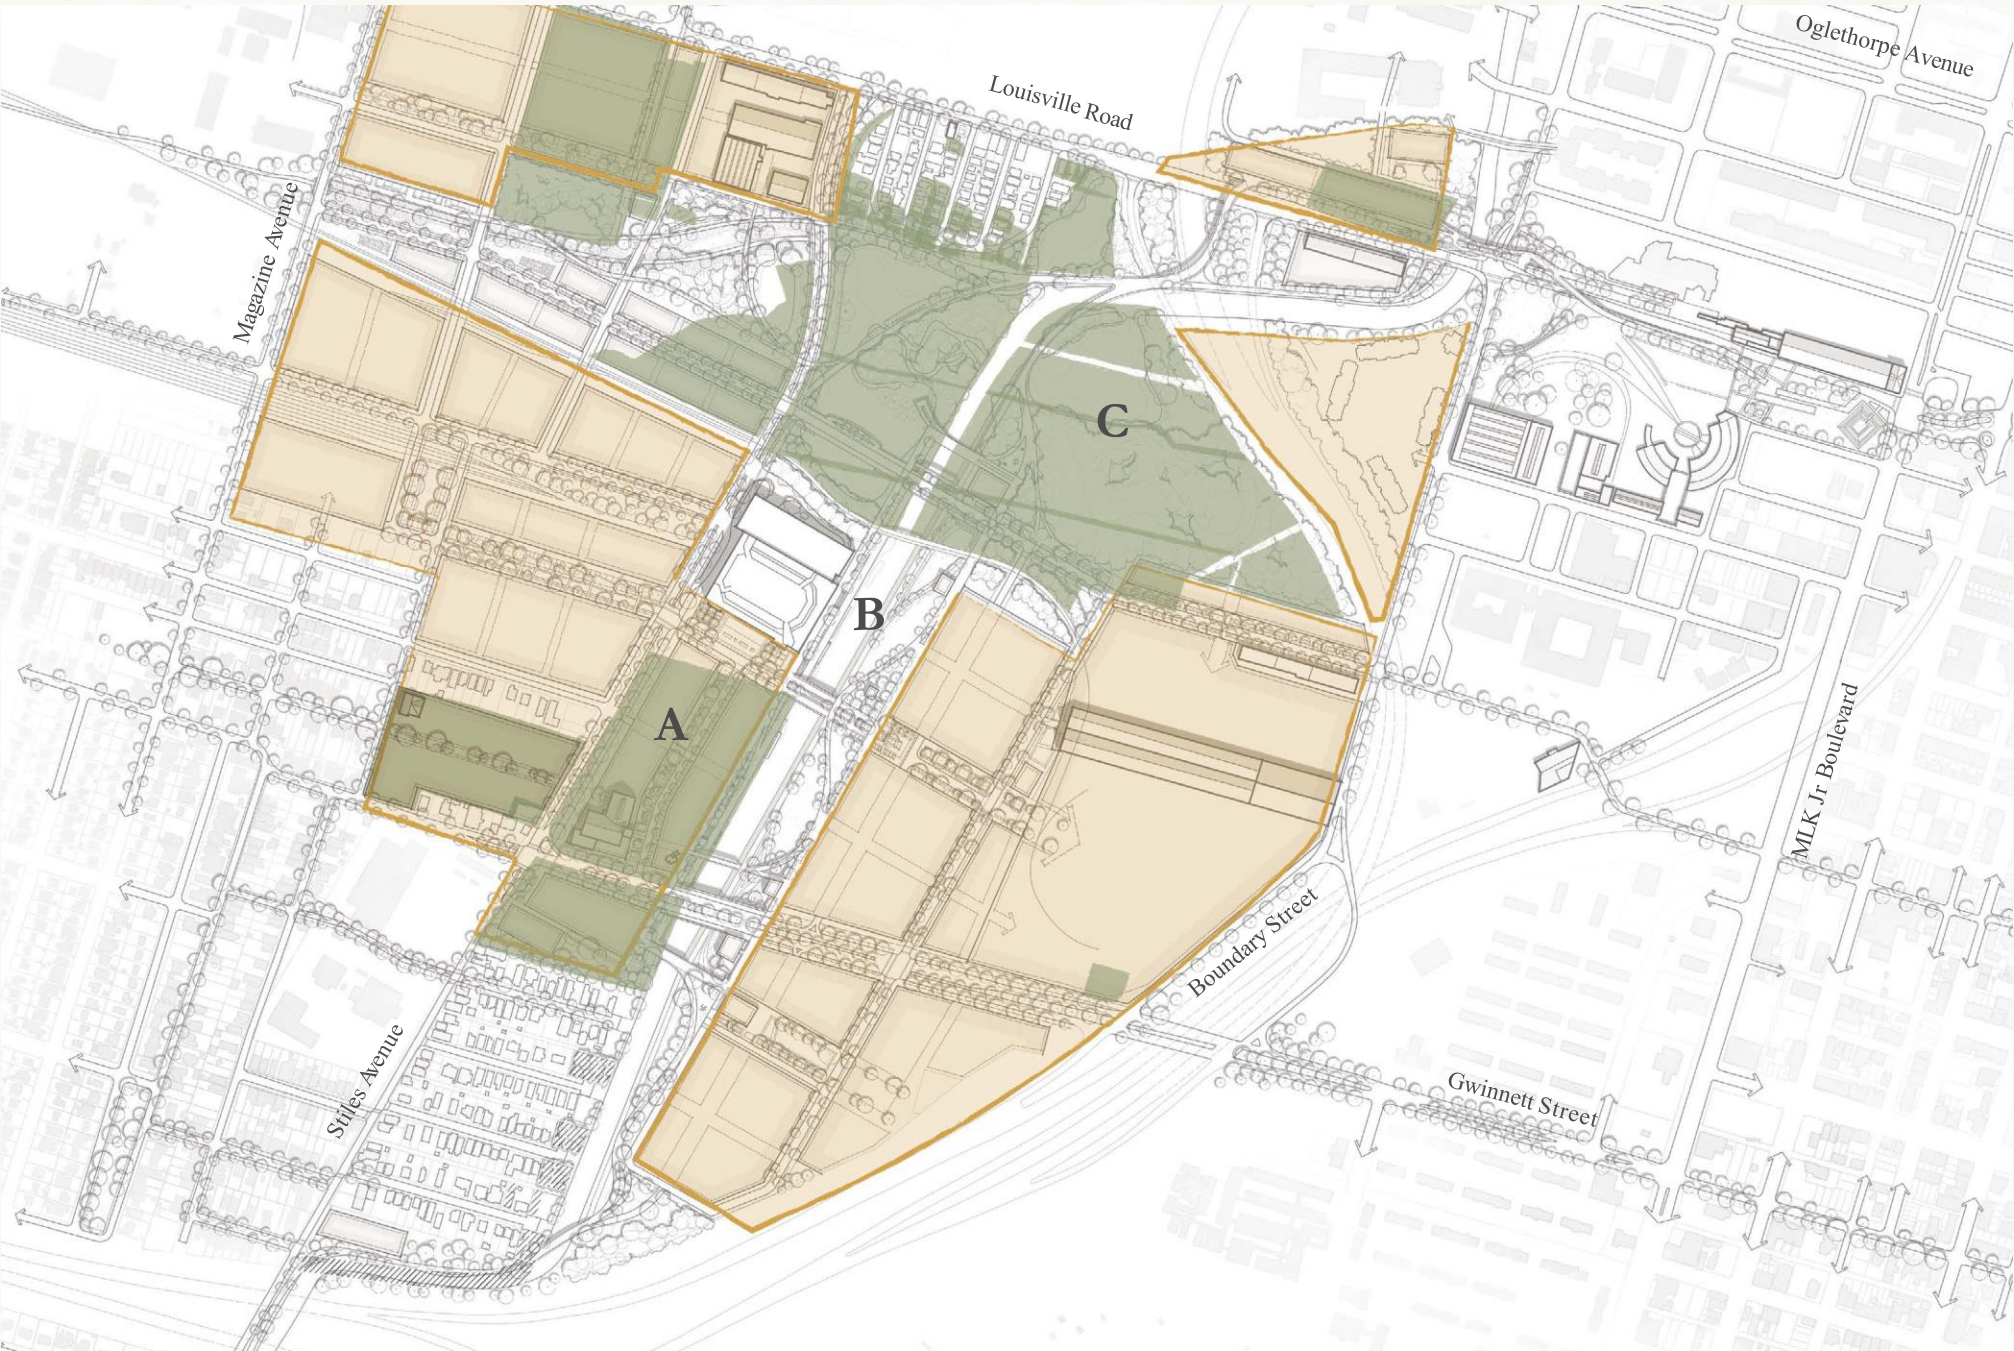 Oglethorpe Avenue
Louisville Road
Magazine Avenue
C
B
A
MLK Jr Boulevard
Boundary Street
Stiles Avenue
Gwinnett Street